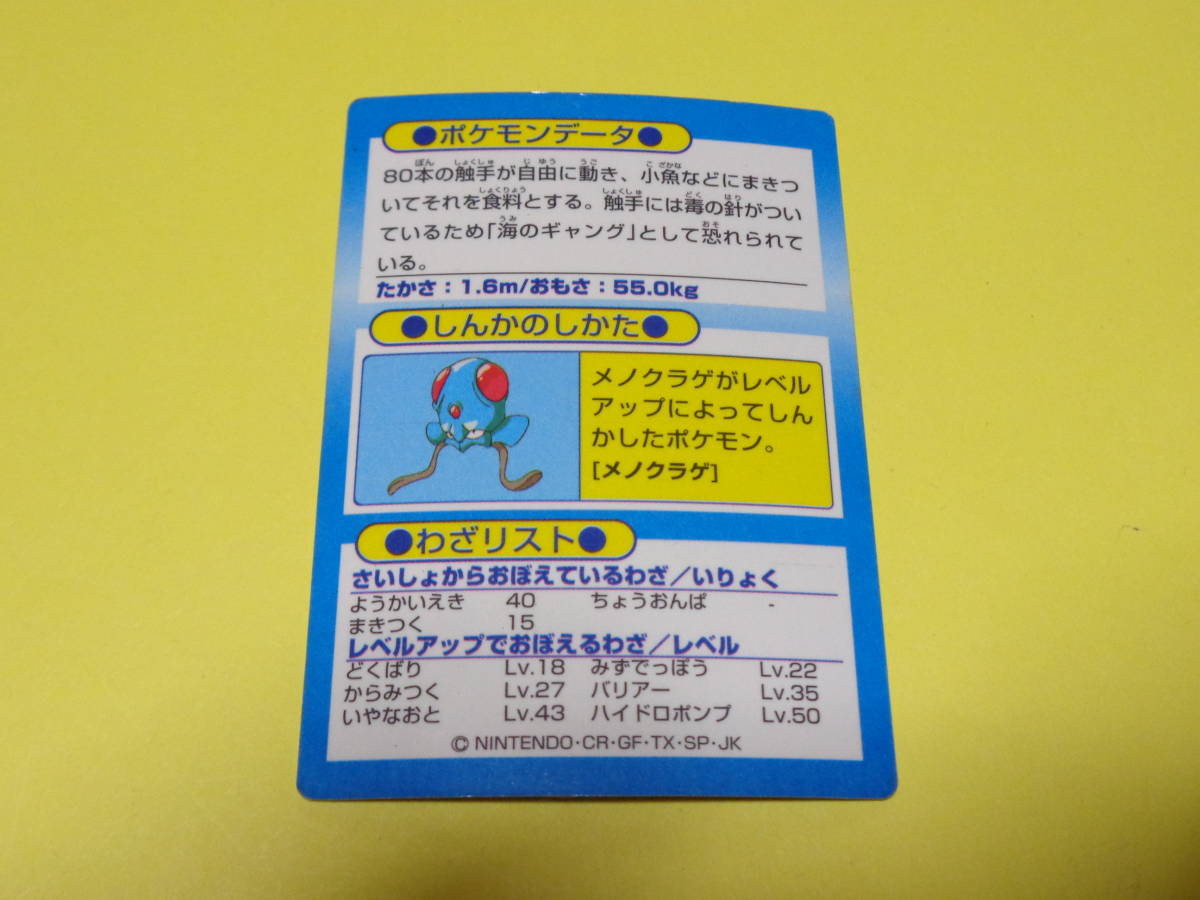 ●ポケモンデータ●
80本の触手が自由に動き、小魚などにまきつ
いてそれを食料とする。触手には毒の針がつい
ているため「海のギャング」として恐れられて
いる。
たかさ：1.6m/おもさ：55.0kg
●しんかのしかた●
メノクラゲがレベル
アップによってしん
かしたポケモン。
[メノクラゲ]
●わざリスト●
さいしょからおぼえているわざ／いりょく
ようかいえき 40 ちょうおんぱ -
まきつく 15
レベルアップでおぼえるわざ／レベル
どくばり Lv.18 みずでっぽう Lv.22
からみつく Lv.27 バリアー Lv.35
いやなおと Lv.43 ハイドロポンプ Lv.50
© NINTENDO・CR・GF・TX・SP・JK